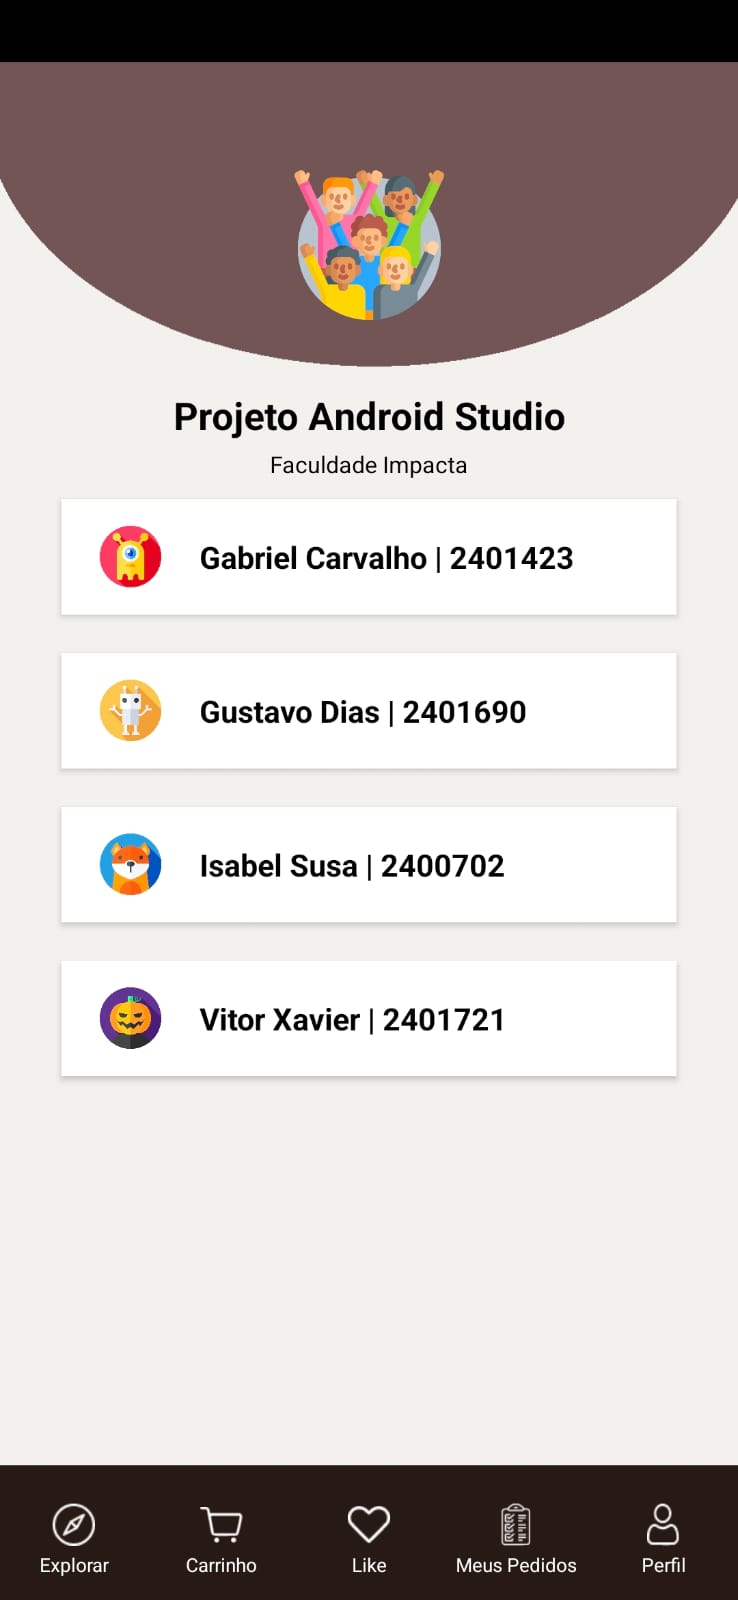 Projeto Android Studio
Faculdade Impacta
Gabriel Carvalho | 2401423
Gustavo Dias | 2401690
Isabel Susa | 2400702
Vitor Xavier | 2401721
Explorar Carrinho Like Meus Pedidos Perfil